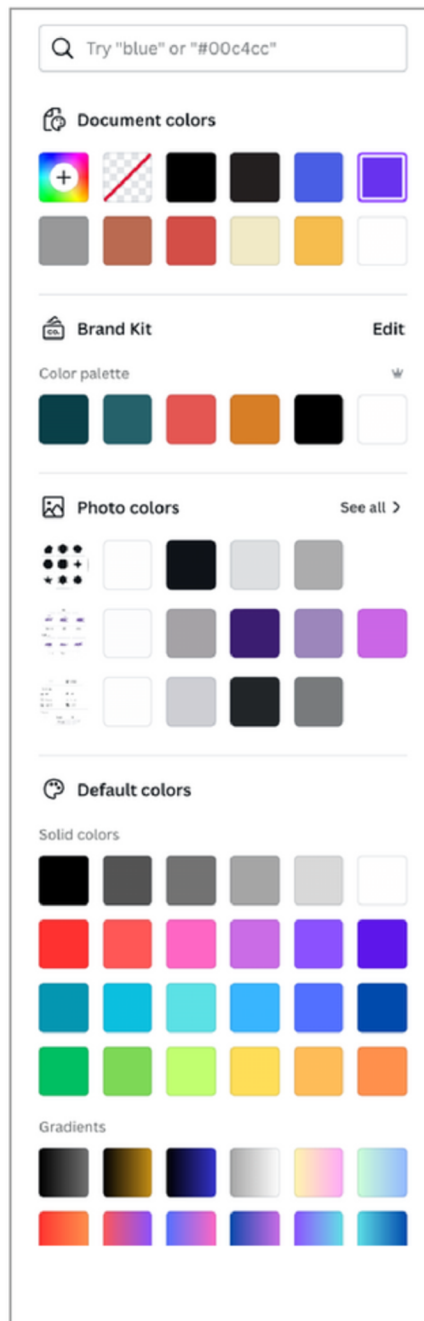 Try "blue" or "#00c4cc"
Document colors
Brand Kit
Edit
CO.
Color palette
Photo colors
See all
Default colors
Solid colors
Gradients